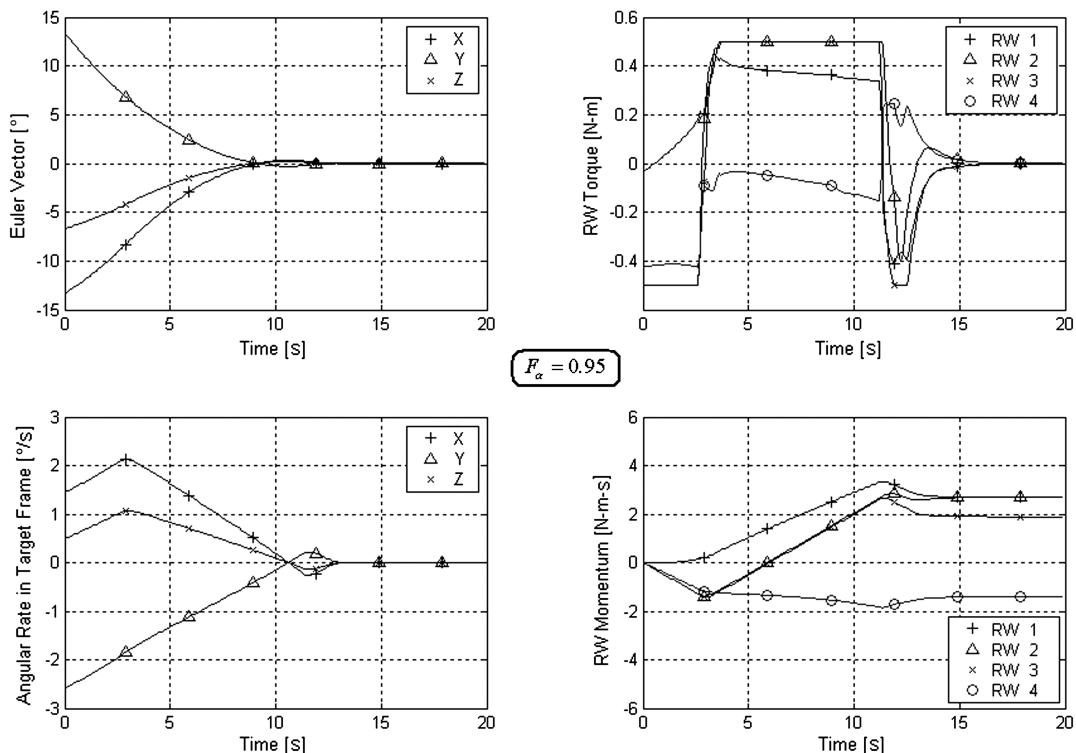 15
10
5
0
-5
-10
-15
0
5
10
15
20
Euler Vector [°]
Time [s]
X
Y
Z
0.6
0.4
0.2
0
-0.2
-0.4
0
5
10
15
20
RW Torque [N-m]
Time [s]
RW 1
RW 2
RW 3
RW 4
Fα = 0.95
3
2
1
0
-1
-2
-3
0
5
10
15
20
Angular Rate in Target Frame [°/s]
Time [s]
X
Y
Z
6
4
2
0
-2
-4
-6
0
5
10
15
20
RW Momentum [N-m-s]
Time [s]
RW 1
RW 2
RW 3
RW 4